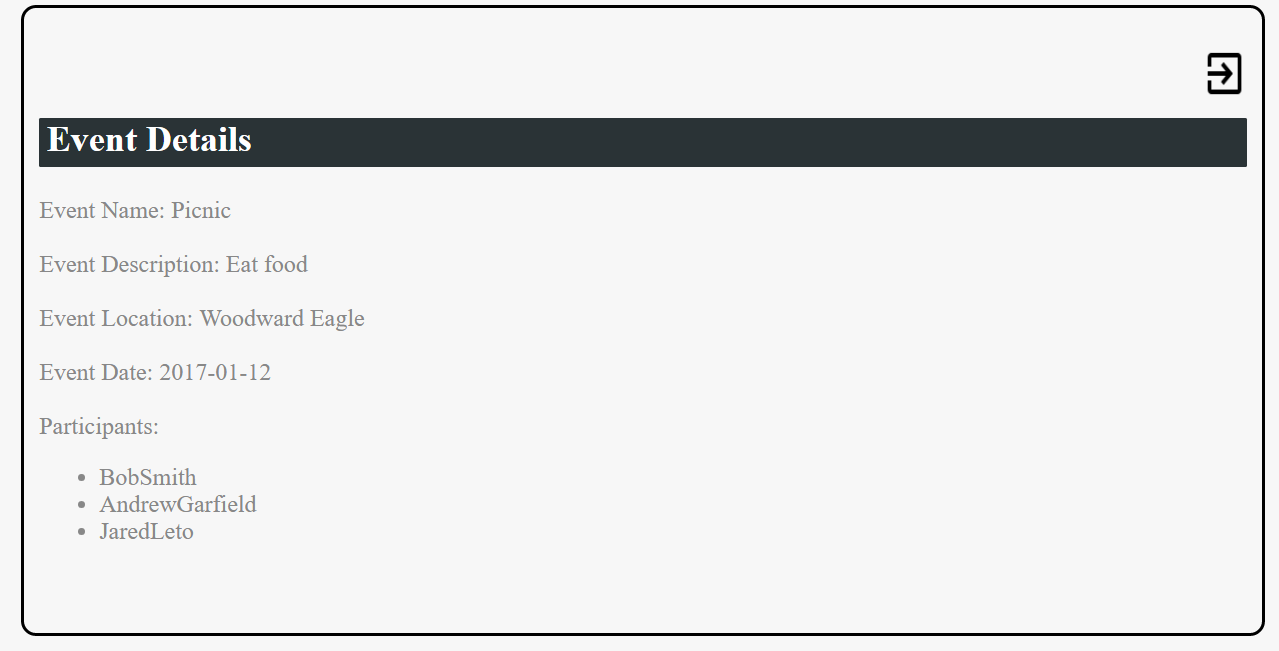 Event Details
Event Name: Picnic
Event Description: Eat food
Event Location: Woodward Eagle
Event Date: 2017-01-12
Participants:
• BobSmith
• AndrewGarfield
• JaredLeto